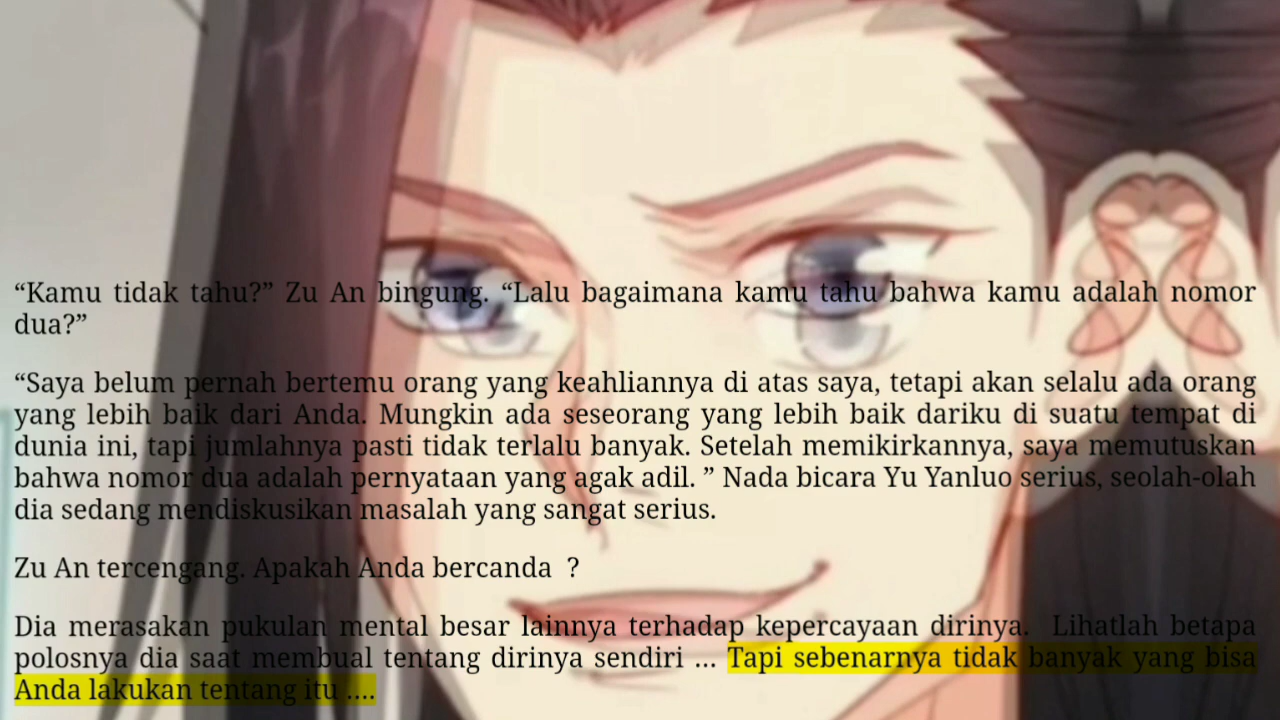 “Kamu tidak tahu?” Zu An bingung. “Lalu bagaimana kamu tahu bahwa kamu adalah nomor
dua?”
“Saya belum pernah bertemu orang yang keahliannya di atas saya, tetapi akan selalu ada orang
yang lebih baik dari Anda. Mungkin ada seseorang yang lebih baik dariku di suatu tempat di
dunia ini, tapi jumlahnya pasti tidak terlalu banyak. Setelah memikirkannya, saya memutuskan
bahwa nomor dua adalah pernyataan yang agak adil. ” Nada bicara Yu Yanluo serius, seolah-olah
dia sedang mendiskusikan masalah yang sangat serius.
Zu An tercengang. Apakah Anda bercanda  ?
Dia merasakan pukulan mental besar lainnya terhadap kepercayaan dirinya.  Lihatlah betapa
polosnya dia saat membual tentang dirinya sendiri ... Tapi sebenarnya tidak banyak yang bisa
Anda lakukan tentang itu ....